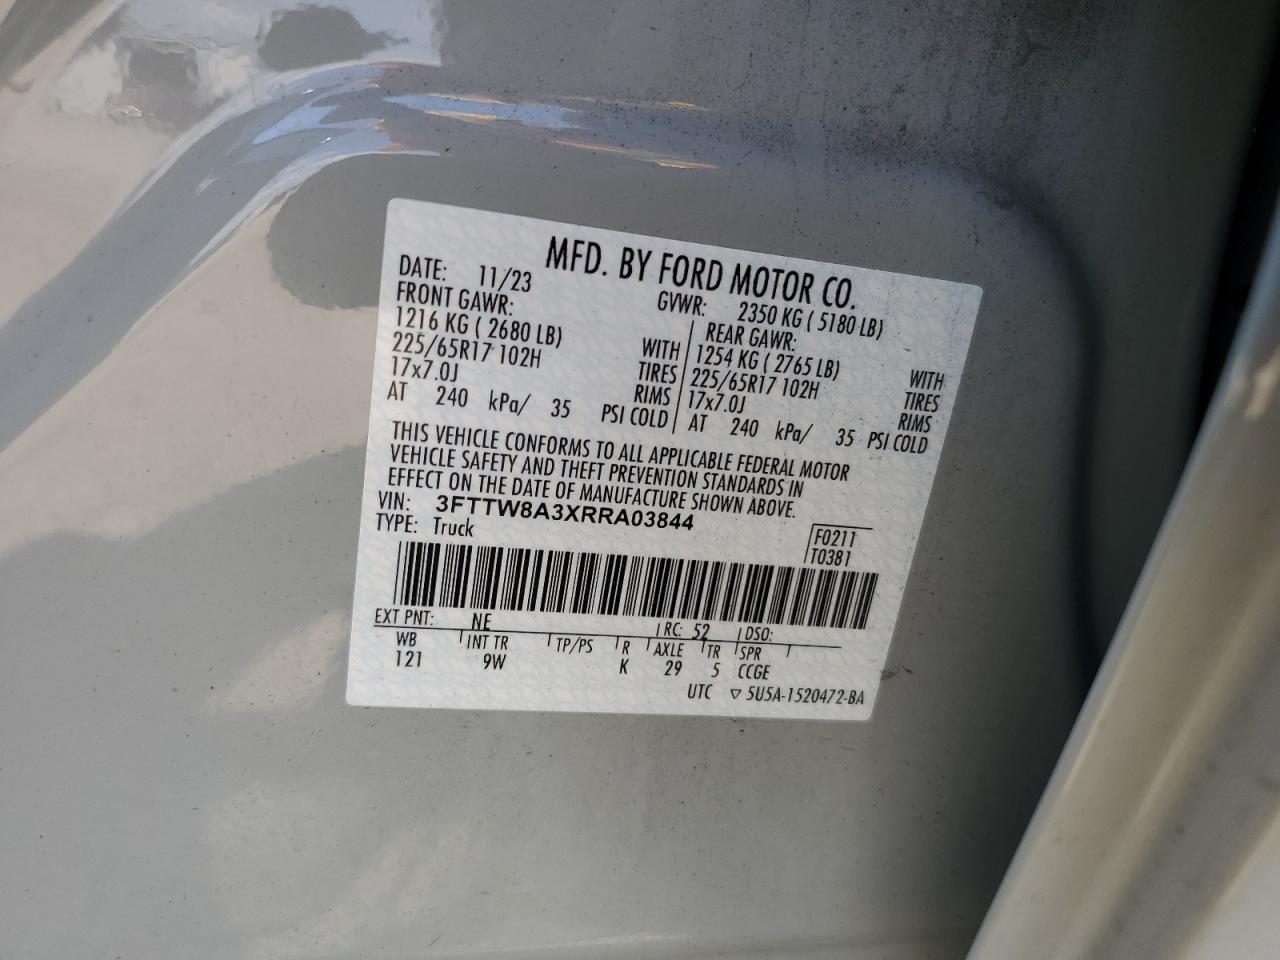 MFD. BY FORD MOTOR CO.
DATE: 11/23 GVWR: 2350 KG ( 5180 LB)
FRONT GAWR: REAR GAWR:
1216 KG ( 2680 LB) WITH 1254 KG ( 2765 LB) WITH
225/65R17 102H TIRES 225/65R17 102H TIRES
17x7.0J RIMS 17x7.0J RIMS
AT 240 kPa/ 35 PSI COLD AT 240 kPa/ 35 PSI COLD
THIS VEHICLE CONFORMS TO ALL APPLICABLE FEDERAL MOTOR
VEHICLE SAFETY AND THEFT PREVENTION STANDARDS IN
EFFECT ON THE DATE OF MANUFACTURE SHOWN ABOVE.
VIN: 3FTTW8A3XRRA03844
TYPE: Truck
F0211
T0381
EXT PNT: NE RC: 52 DSO:
WB INT TR TP/PS R AXLE TR SPR
121 9W K 29 5 CCGE
UTC ▽ 5U5A-1520472-BA